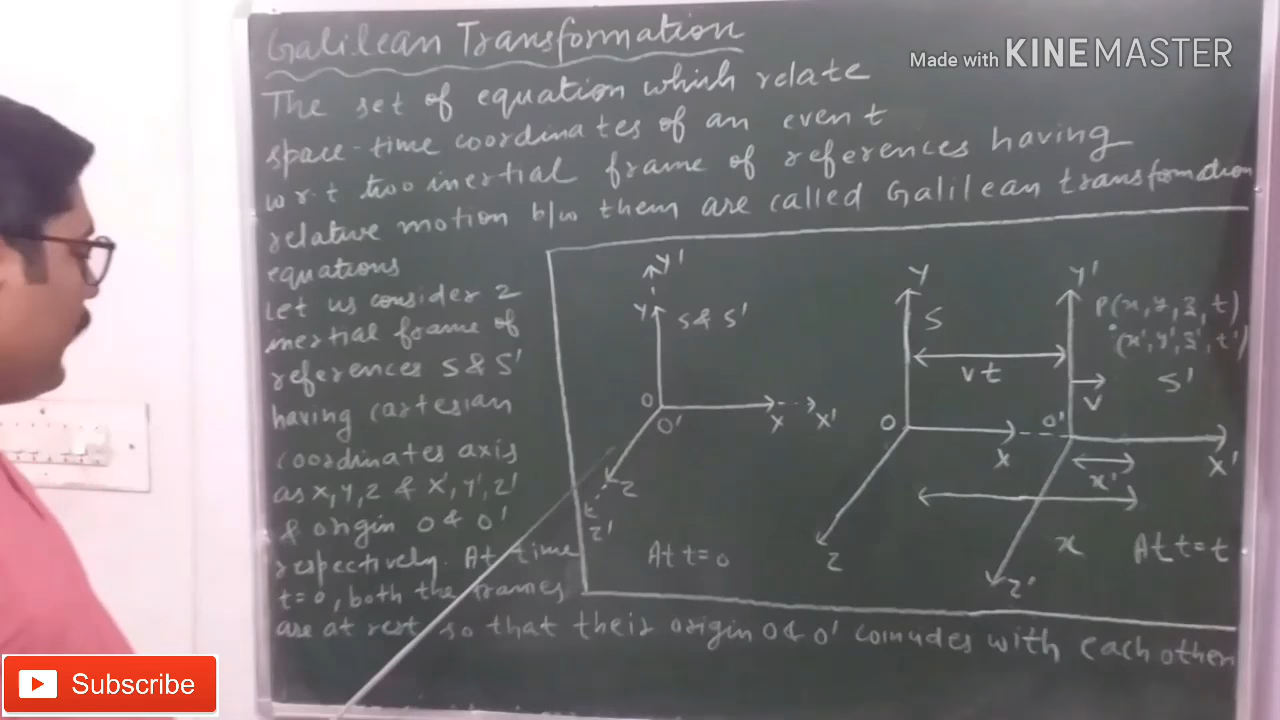 Galilean Transformation
Made with KINEMASTER
The set of equation which relate
space-time coordinates of an event
w.r.t two inertial frame of references having
relative motion b/w them are called Galilean transformation
equations
Let us consider 2
inertial frame of
references S & S'
having cartesian
coordinates axis
as X, Y, Z & X', Y', Z'
& origin O & O'
respectively. At time
t=0, both the frames
are at rest so that their origin O & O' coincides with each other
Y'
Y
S & S'
O
O'
X
X'
Z
Z'
At t=0
Y
S
Y'
P(x, y, z, t)
(x', y', z', t')
vt
S'
v
O
O'
X
x'
X'
Z
x
At t=t
Z'
Subscribe